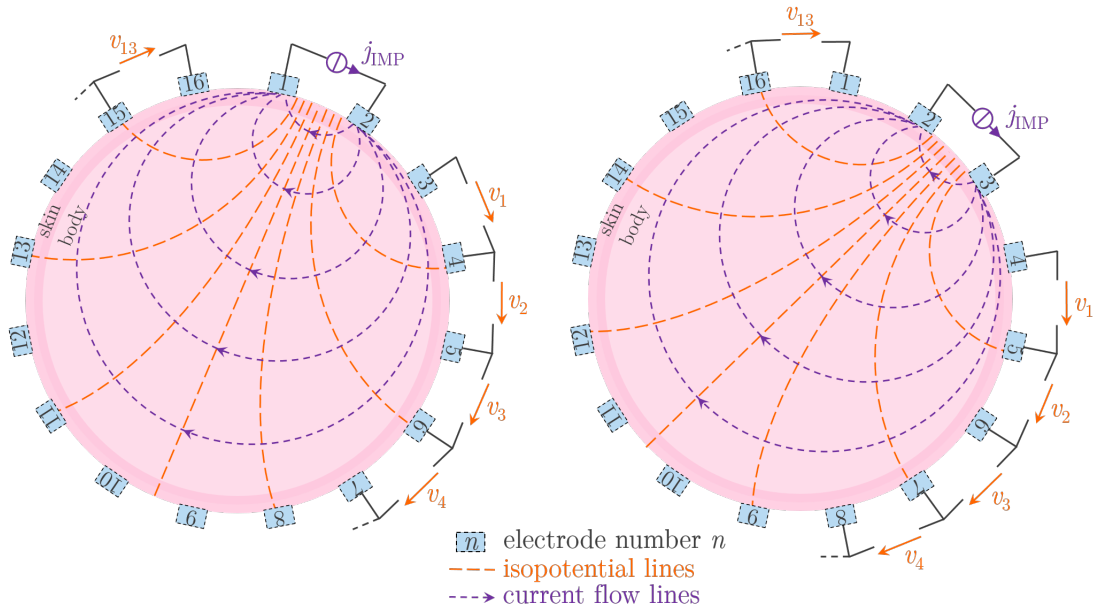 v13
jIMP
1
2
3
4
5
6
7
8
9
10
11
12
13
14
15
16
skin
body
v1
v2
v3
v4
v13
jIMP
1
2
3
4
5
6
7
8
9
10
11
12
13
14
15
16
skin
body
v1
v2
v3
v4
n electrode number n
isopotential lines
current flow lines